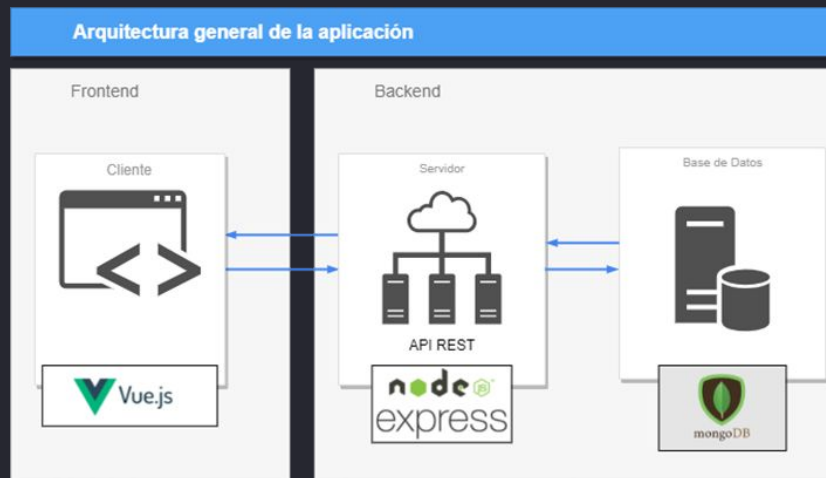 Arquitectura general de la aplicación
Frontend
Backend
Cliente
Servidor
Base de Datos
API REST
Vue.js
node
JS
express
mongoDB